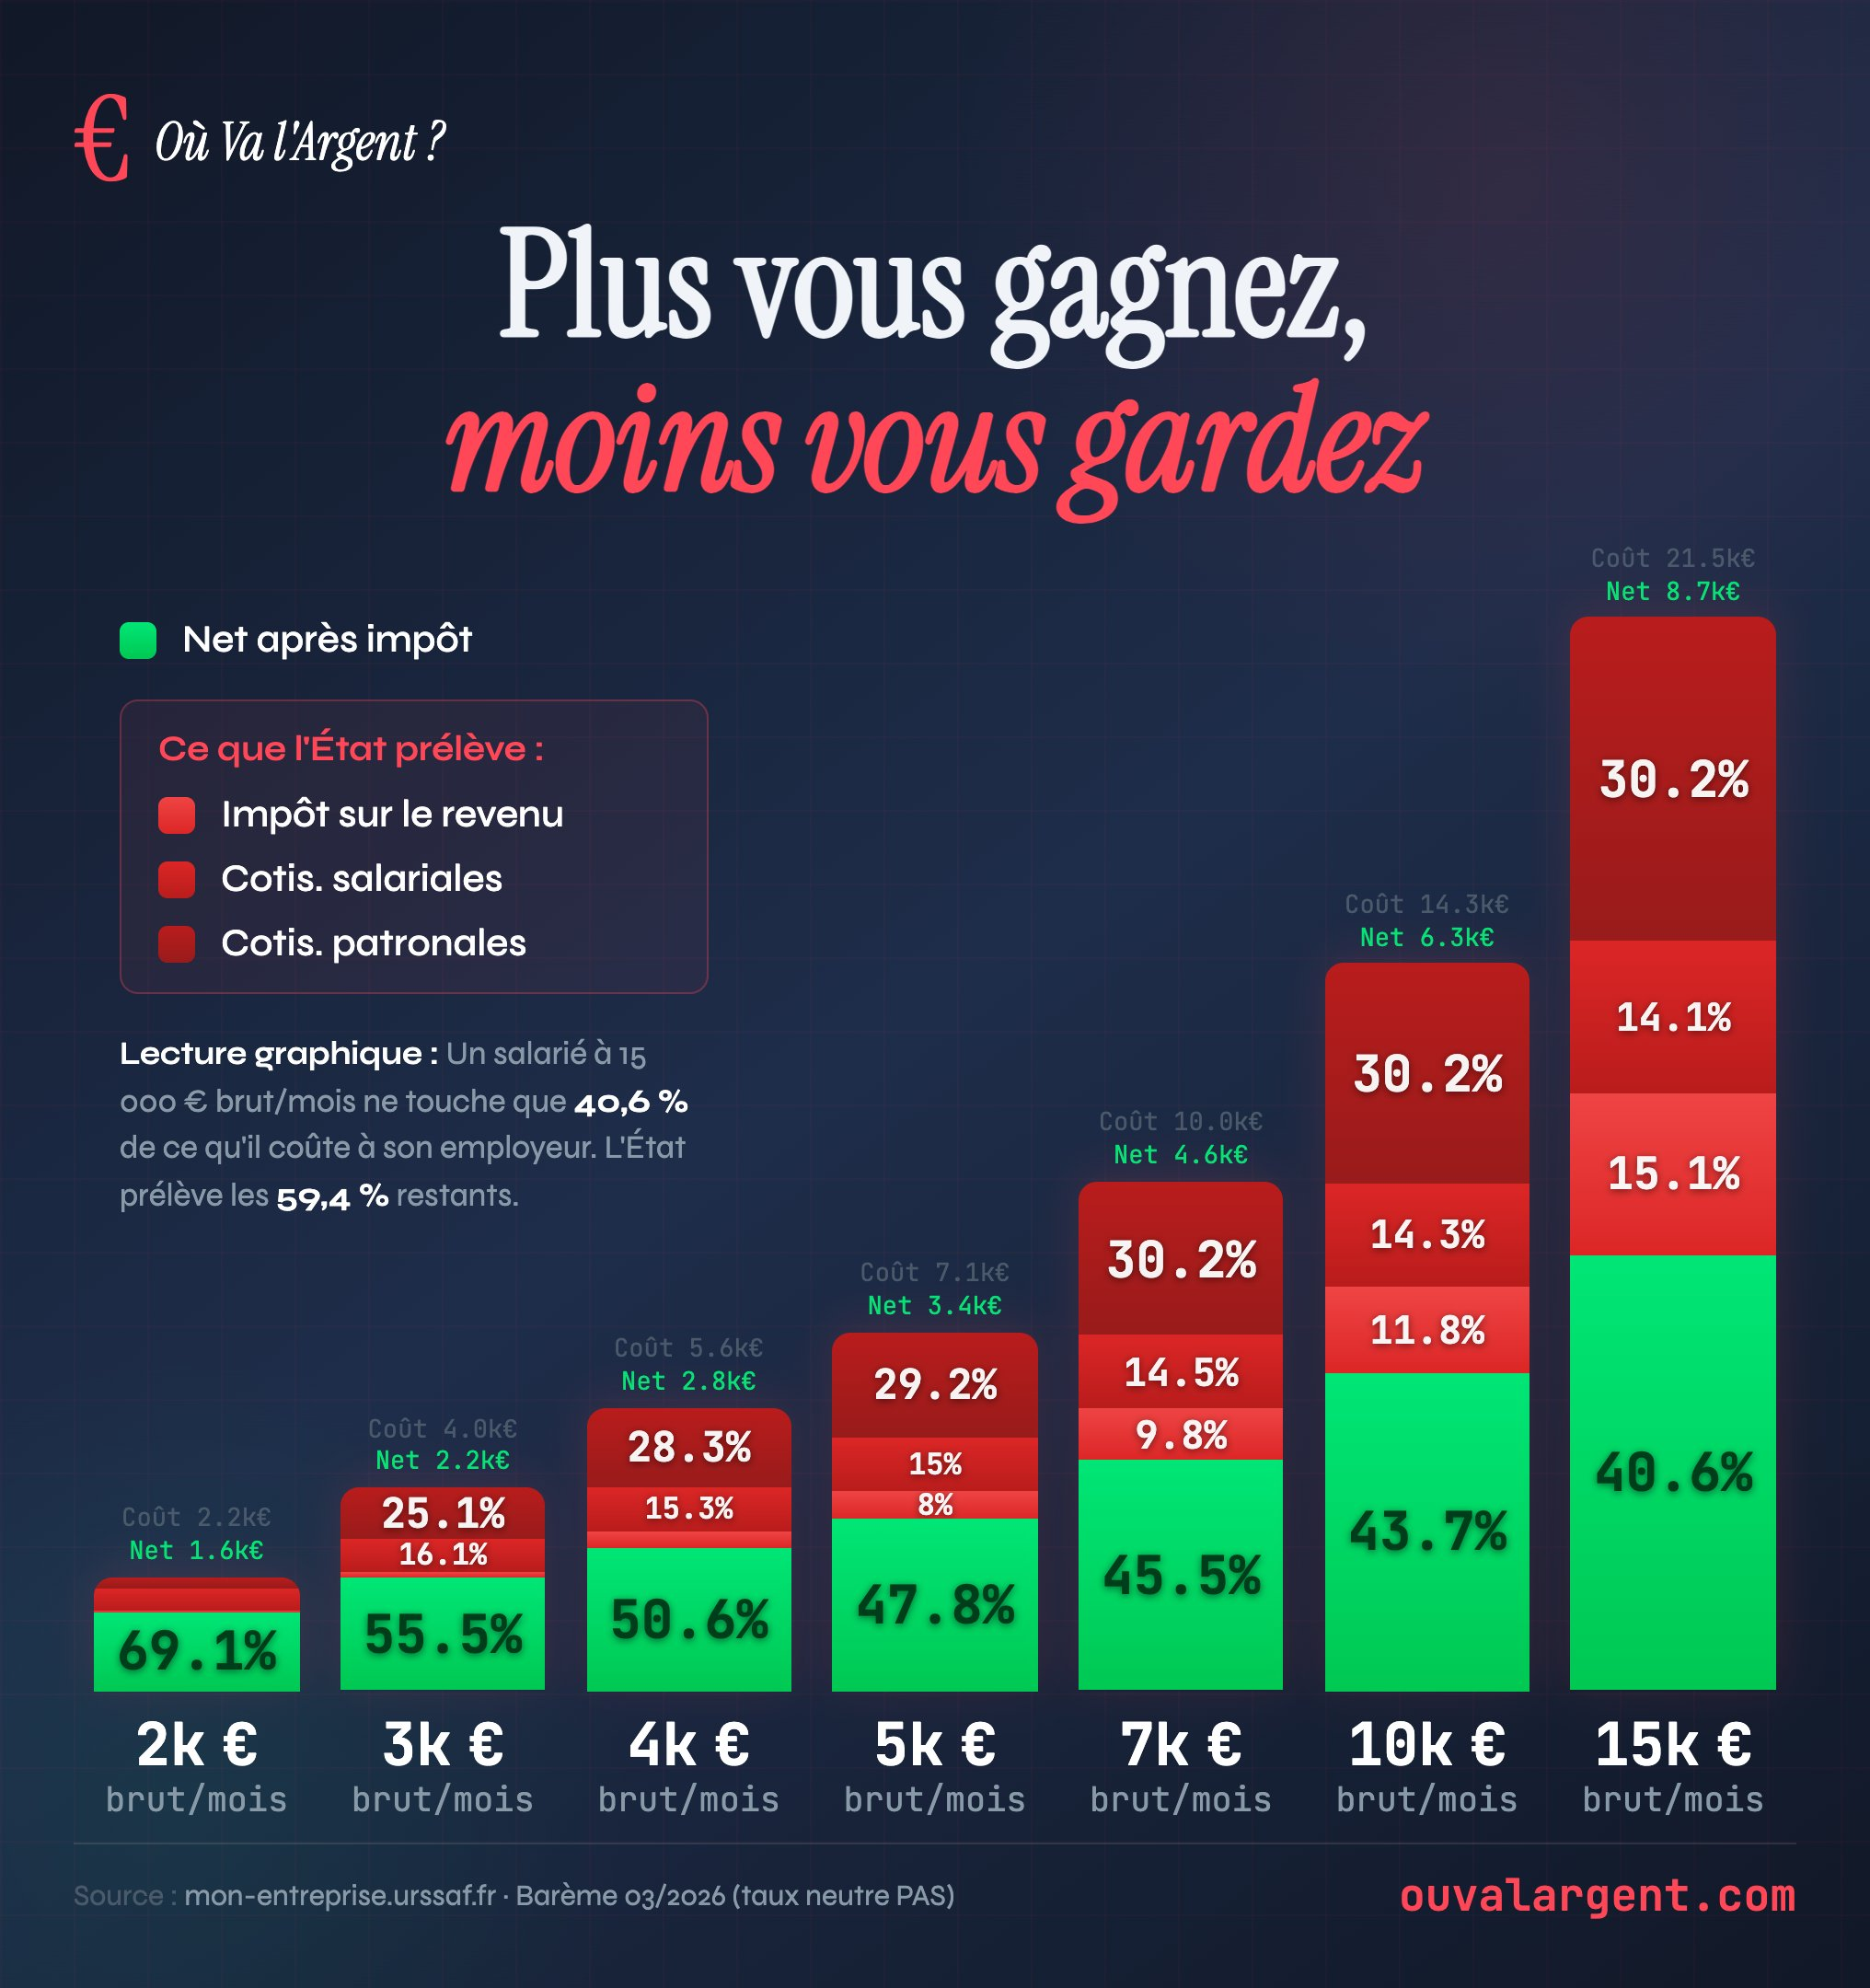 € Où Va l'Argent ?
Plus vous gagnez,
moins vous gardez
Net après impôt
Ce que l'État prélève :
Impôt sur le revenu
Cotis. salariales
Cotis. patronales
Lecture graphique : Un salarié à 15
000 € brut/mois ne touche que 40,6 %
de ce qu'il coûte à son employeur. L'État
prélève les 59,4 % restants.
Coût 2.2k€
Net 1.6k€
69.1%
2k €
brut/mois
Coût 4.0k€
Net 2.2k€
25.1%
16.1%
55.5%
3k €
brut/mois
Coût 5.6k€
Net 2.8k€
28.3%
15.3%
50.6%
4k €
brut/mois
Coût 7.1k€
Net 3.4k€
29.2%
15%
8%
47.8%
5k €
brut/mois
Coût 10.0k€
Net 4.6k€
30.2%
14.5%
9.8%
45.5%
7k €
brut/mois
Coût 14.3k€
Net 6.3k€
30.2%
14.3%
11.8%
43.7%
10k €
brut/mois
Coût 21.5k€
Net 8.7k€
30.2%
14.1%
15.1%
40.6%
15k €
brut/mois
Source : mon-entreprise.urssaf.fr · Barème 03/2026 (taux neutre PAS)
ouvalargent.com